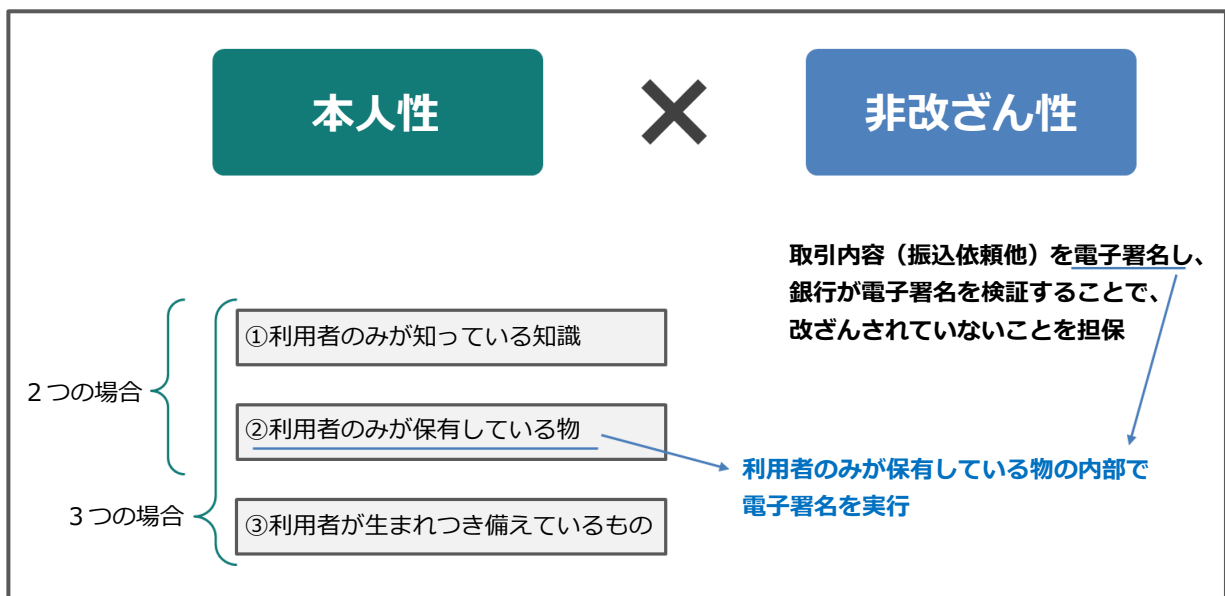 本人性
×
非改ざん性
取引内容（振込依頼他）を電子署名し、
銀行が電子署名を検証することで、
改ざんされていないことを担保
①利用者のみが知っている知識
２つの場合
②利用者のみが保有している物
利用者のみが保有している物の内部で
電子署名を実行
３つの場合
③利用者が生まれつき備えているもの